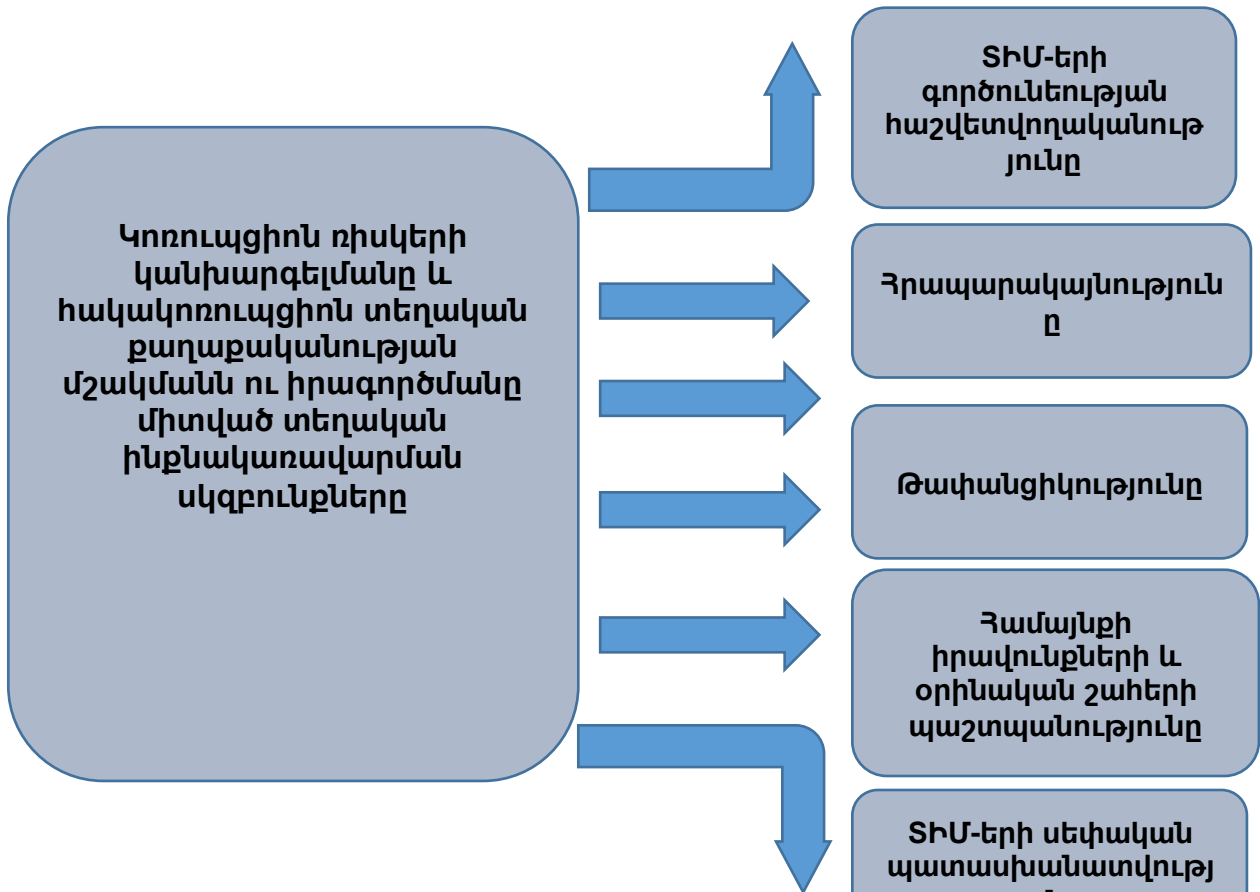 Կոռուպցիոն ռիսկերի
կանխարգելմանը և
հակակոռուպցիոն տեղական
քաղաքականության
մշակմանն ու իրագործմանը
միտված տեղական
ինքնակառավարման
սկզբունքները
ՏԻՄ-երի
գործունեության
հաշվետվողականութ
յունը
Հրապարակայնություն
ը
Թափանցիկությունը
Համայնքի
իրավունքների և
օրինական շահերի
պաշտպանությունը
ՏԻՄ-երի սեփական
պատասխանատվությ